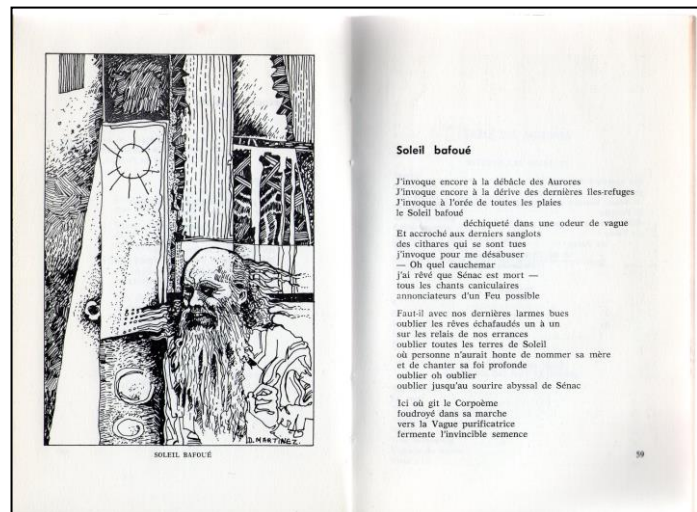 D. MARTINEZ.
SOLEIL BAFOUÉ
Soleil bafoué
J'invoque encore à la débâcle des Aurores
J'invoque encore à la dérive des dernières îles-refuges
J'invoque à l'orée de toutes les plaies
le Soleil bafoué
déchiqueté dans une odeur de vague
Et accroché aux derniers sanglots
des cithares qui se sont tues
j'invoque pour me désabuser
— Oh quel cauchemar
j'ai rêvé que Sénac est mort —
tous les chants caniculaires
annonciateurs d'un Feu possible
Faut-il avec nos dernières larmes bues
oublier les rêves échafaudés un à un
sur les relais de nos errances
oublier toutes les terres de Soleil
où personne n'aurait honte de nommer sa mère
et de chanter sa foi profonde
oublier oh oublier
oublier jusqu'au sourire abyssal de Sénac
Ici où gît le Corpoème
foudroyé dans sa marche
vers la Vague purificatrice
fermente l'invincible semence
59